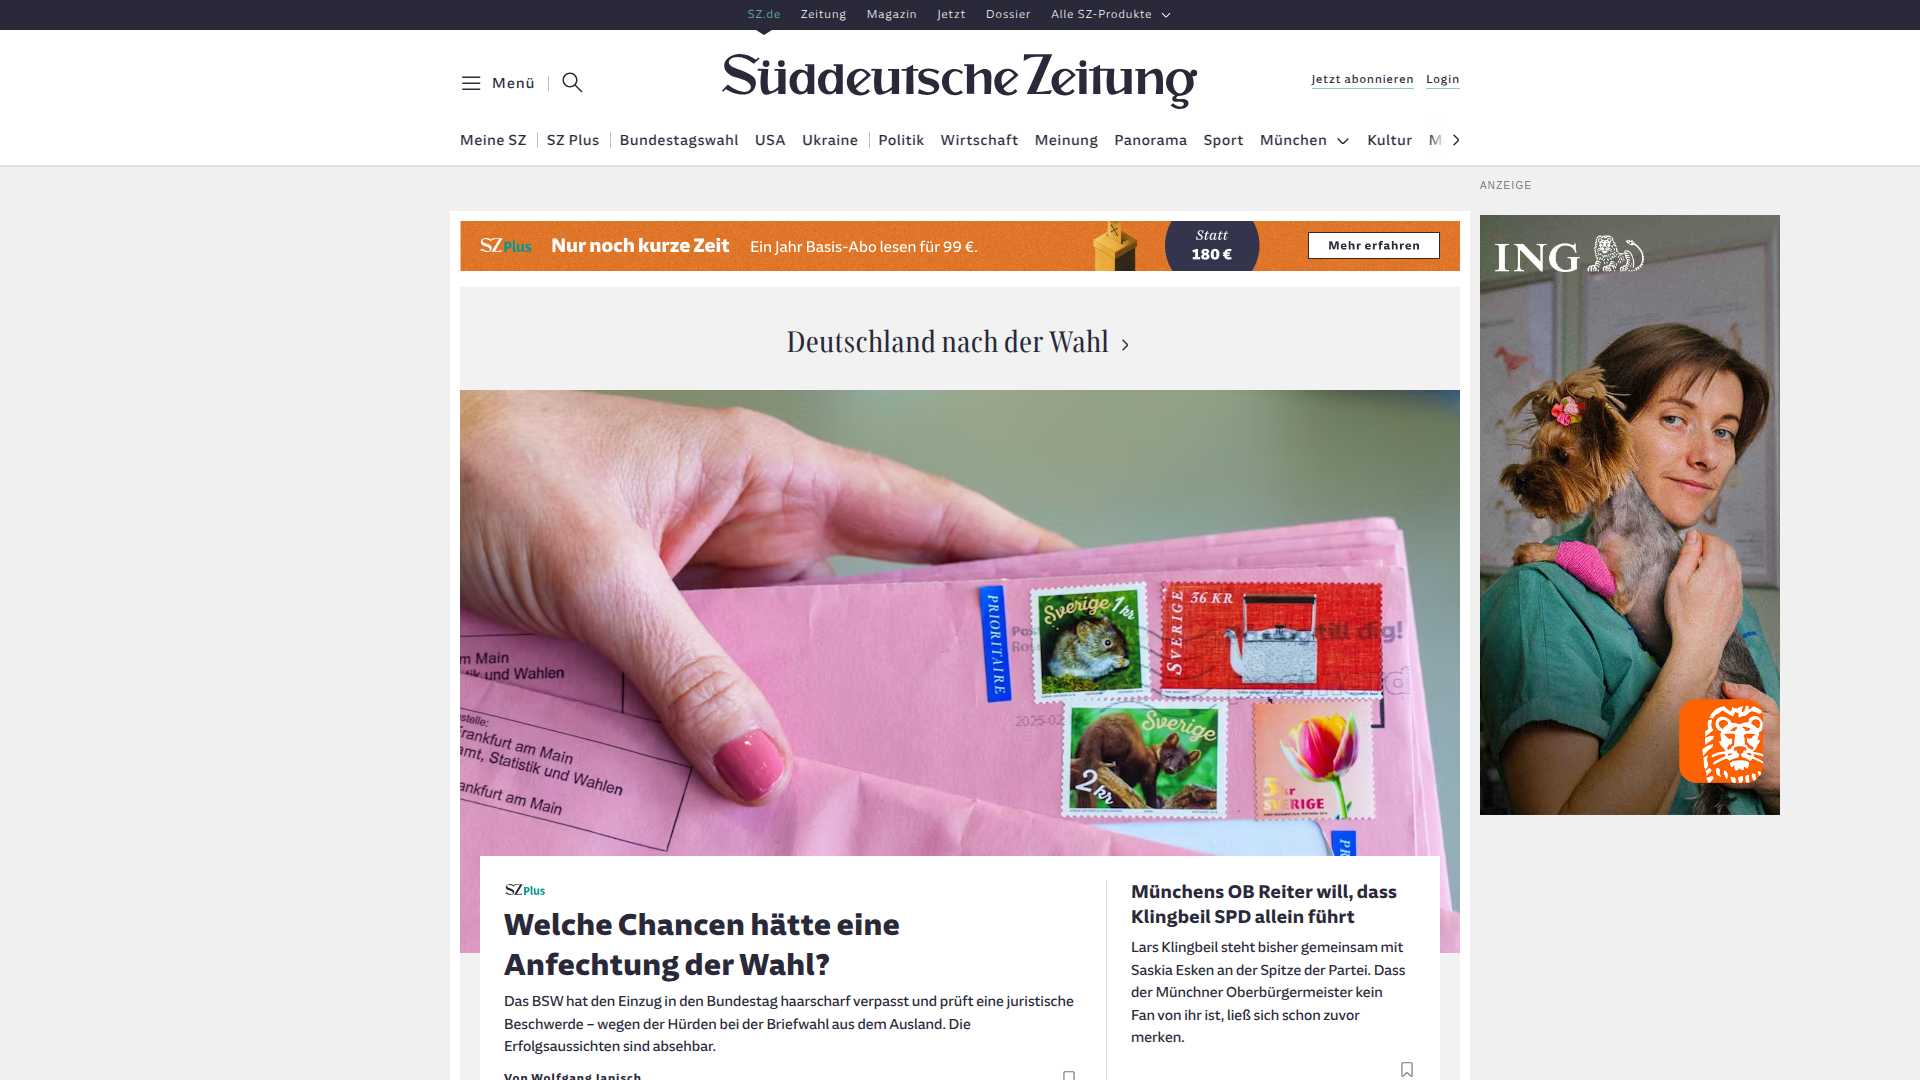 SZ.de Zeitung Magazin Jetzt Dossier Alle SZ-Produkte
Menü
Süddeutsche Zeitung
Jetzt abonnieren Login
Meine SZ SZ Plus Bundestagswahl USA Ukraine Politik Wirtschaft Meinung Panorama Sport München Kultur M
ANZEIGE
SZ Plus Nur noch kurze Zeit Ein Jahr Basis-Abo lesen für 99 €.
Statt
180 €
Mehr erfahren
ING
Deutschland nach der Wahl
PRIORITAIRE
Sverige 1kr
SVERIGE 36 KR
till dig!
2025-02
Sverige
2kr
SVERIGE
m Main
und Wahlen
stelle:
rankfurt am Main
mt, Statistik und Wahlen
ankfurt am Main
PR
SZ Plus
Welche Chancen hätte eine
Anfechtung der Wahl?
Das BSW hat den Einzug in den Bundestag haarscharf verpasst und prüft eine juristische
Beschwerde – wegen der Hürden bei der Briefwahl aus dem Ausland. Die
Erfolgsaussichten sind absehbar.
Von Wolfgang Janisch
Münchens OB Reiter will, dass
Klingbeil SPD allein führt
Lars Klingbeil steht bisher gemeinsam mit
Saskia Esken an der Spitze der Partei. Dass
der Münchner Oberbürgermeister kein
Fan von ihr ist, ließ sich schon zuvor
merken.